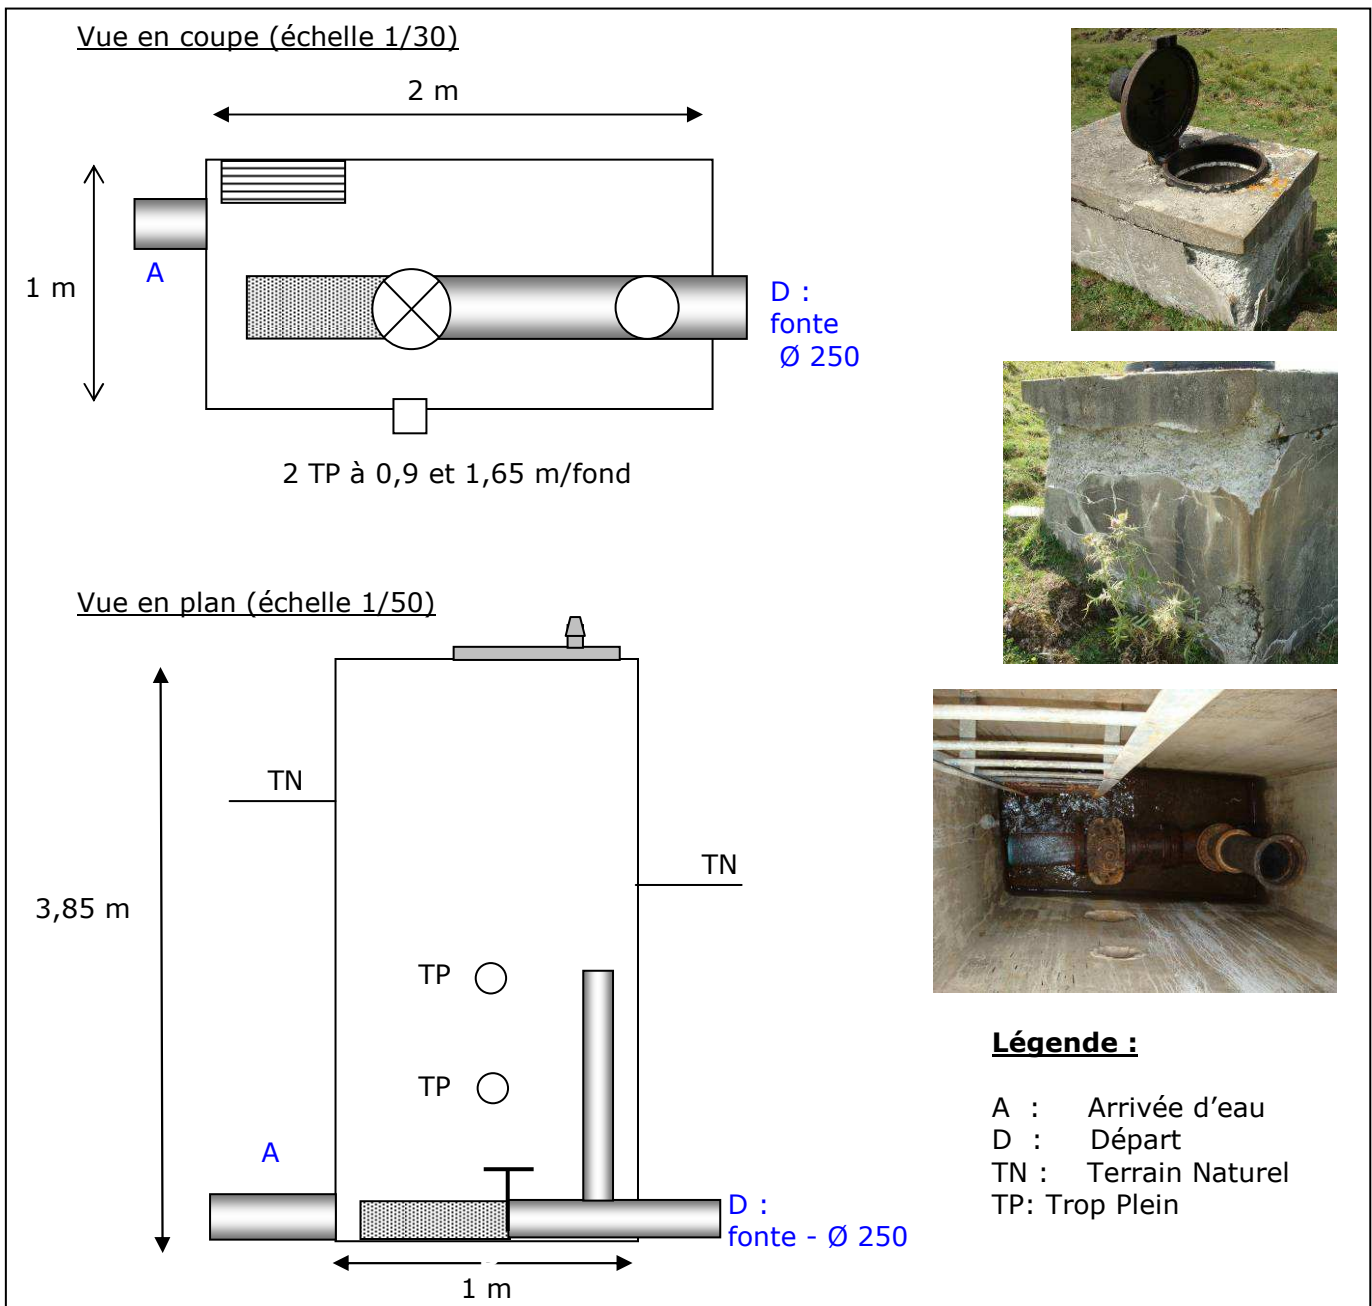 Vue en coupe (échelle 1/30)
2 m
1 m
A
D :
fonte
Ø 250
2 TP à 0,9 et 1,65 m/fond
Vue en plan (échelle 1/50)
TN
TN
3,85 m
TP
TP
A
D :
fonte - Ø 250
1 m
Légende :
A : Arrivée d’eau
D : Départ
TN : Terrain Naturel
TP: Trop Plein